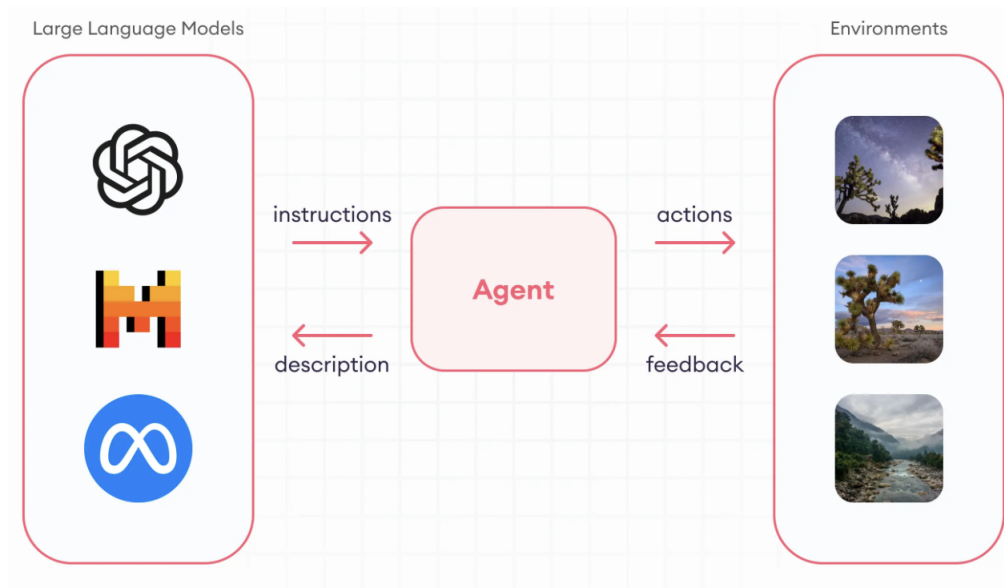 Large Language Models
Environments
instructions
actions
Agent
description
feedback